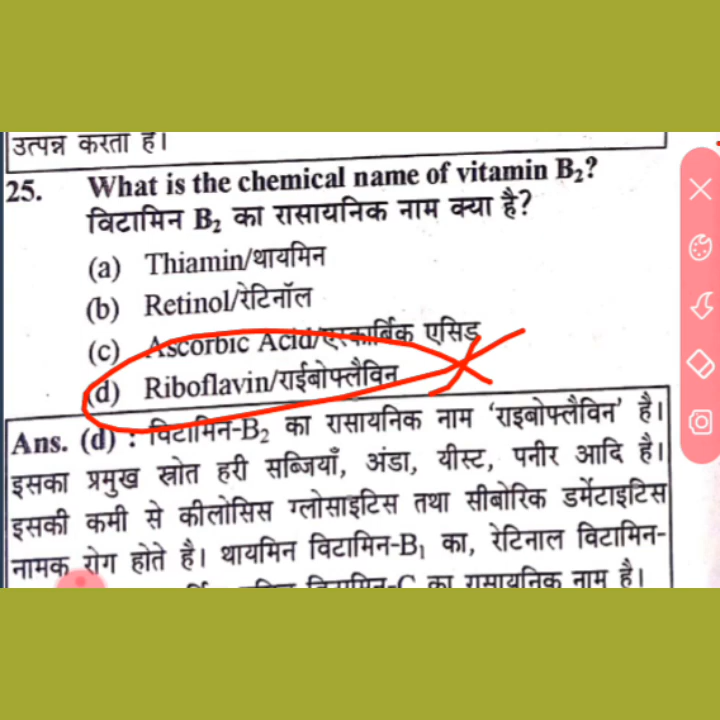 उत्पन्न करता है।
25. What is the chemical name of vitamin B₂?
विटामिन B₂ का रासायनिक नाम क्या है?
(a) Thiamin/थायमिन
(b) Retinol/रेटिनॉल
(c) Ascorbic Acid/एस्कार्बिक एसिड
(d) Riboflavin/राईबोफ्लैविन
Ans. (d) : विटामिन-B₂ का रासायनिक नाम ‘राइबोफ्लैविन’ है।
इसका प्रमुख स्रोत हरी सब्जियाँ, अंडा, यीस्ट, पनीर आदि है।
इसकी कमी से कीलोसिस ग्लोसाइटिस तथा सीबोरिक डर्मेटाइटिस
नामक रोग होते है। थायमिन विटामिन-B₁ का, रेटिनाल विटामिन-
विटामिन-C का रासायनिक नाम है।